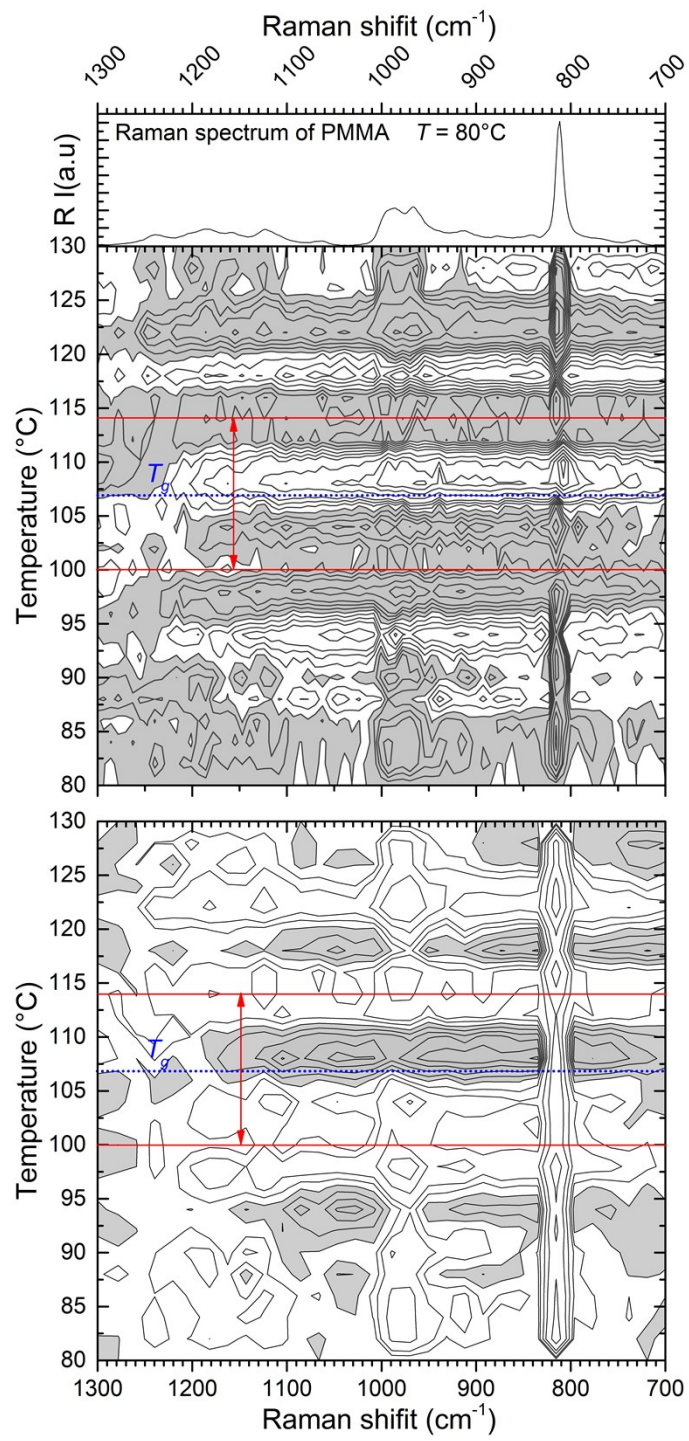 Raman shifit (cm-1)
1300 1200 1100 1000 900 800 700
Raman spectrum of PMMA T = 80°C
R I(a.u)
130
125
120
115
110
105
100
95
90
85
80
Temperature (°C)
Tg
130
125
120
115
110
105
100
95
90
85
80
Temperature (°C)
Tg
1300 1200 1100 1000 900 800 700
Raman shifit (cm-1)